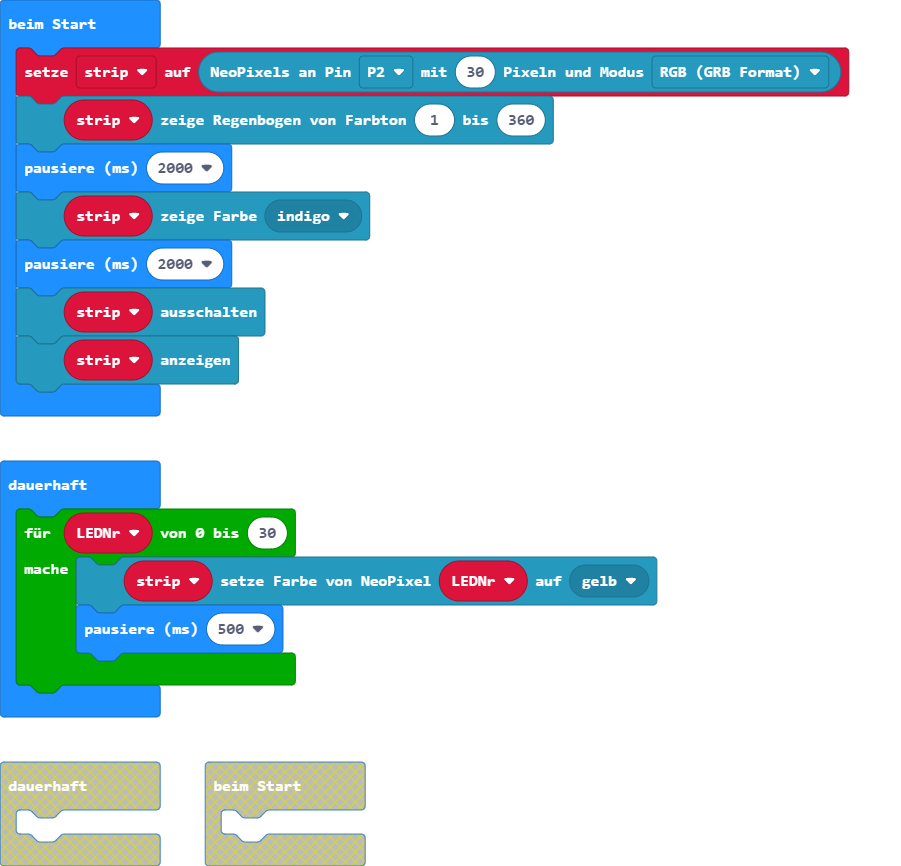 beim Start
setze strip auf NeoPixels an Pin P2 mit 30 Pixeln und Modus RGB (GRB Format)
strip zeige Regenbogen von Farbton 1 bis 360
pausiere (ms) 2000
strip zeige Farbe indigo
pausiere (ms) 2000
strip ausschalten
strip anzeigen
dauerhaft
für LEDNr von 0 bis 30
mache
strip setze Farbe von NeoPixel LEDNr auf gelb
pausiere (ms) 500
dauerhaft
beim Start